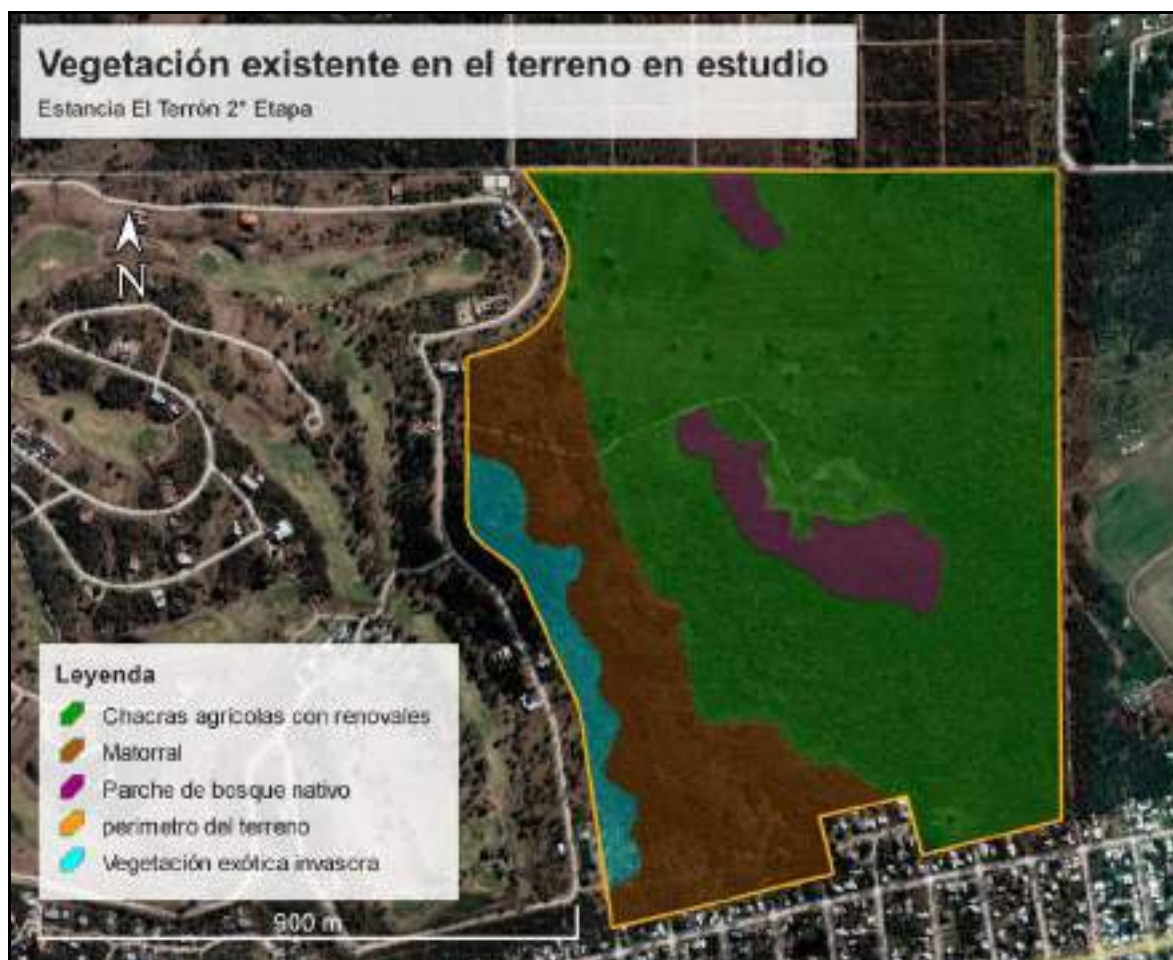 Vegetación existente en el terreno en estudio
Estancia El Terrón 2° Etapa
N
Leyenda
Chacras agrícolas con renovales
Matorral
Parche de bosque nativo
perimetro del terreno
Vegetación exótica invasora
900 m